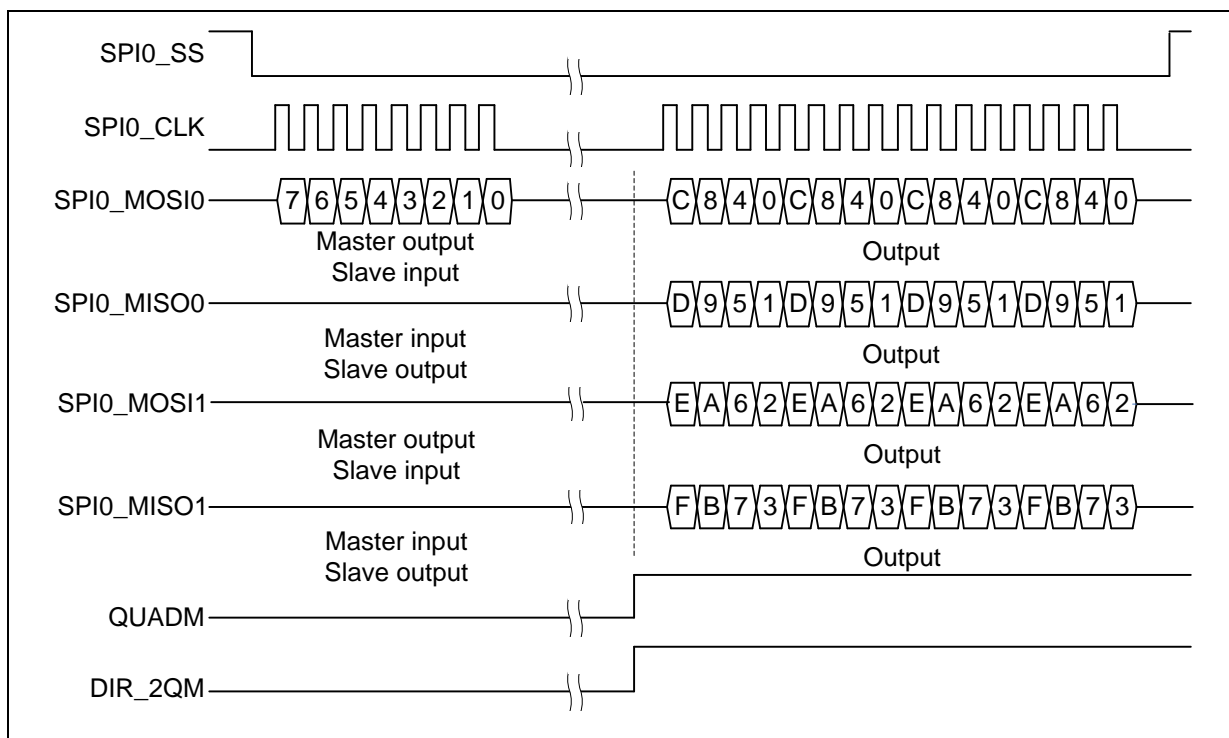 SPI0_SS
SPI0_CLK
SPI0_MOSI0 7 6 5 4 3 2 1 0 C 8 4 0 C 8 4 0 C 8 4 0 C 8 4 0
Master output Output
Slave input
SPI0_MISO0 D 9 5 1 D 9 5 1 D 9 5 1 D 9 5 1
Master input Output
Slave output
SPI0_MOSI1 E A 6 2 E A 6 2 E A 6 2 E A 6 2
Master output Output
Slave input
SPI0_MISO1 F B 7 3 F B 7 3 F B 7 3 F B 7 3
Master input Output
Slave output
QUADM
DIR_2QM